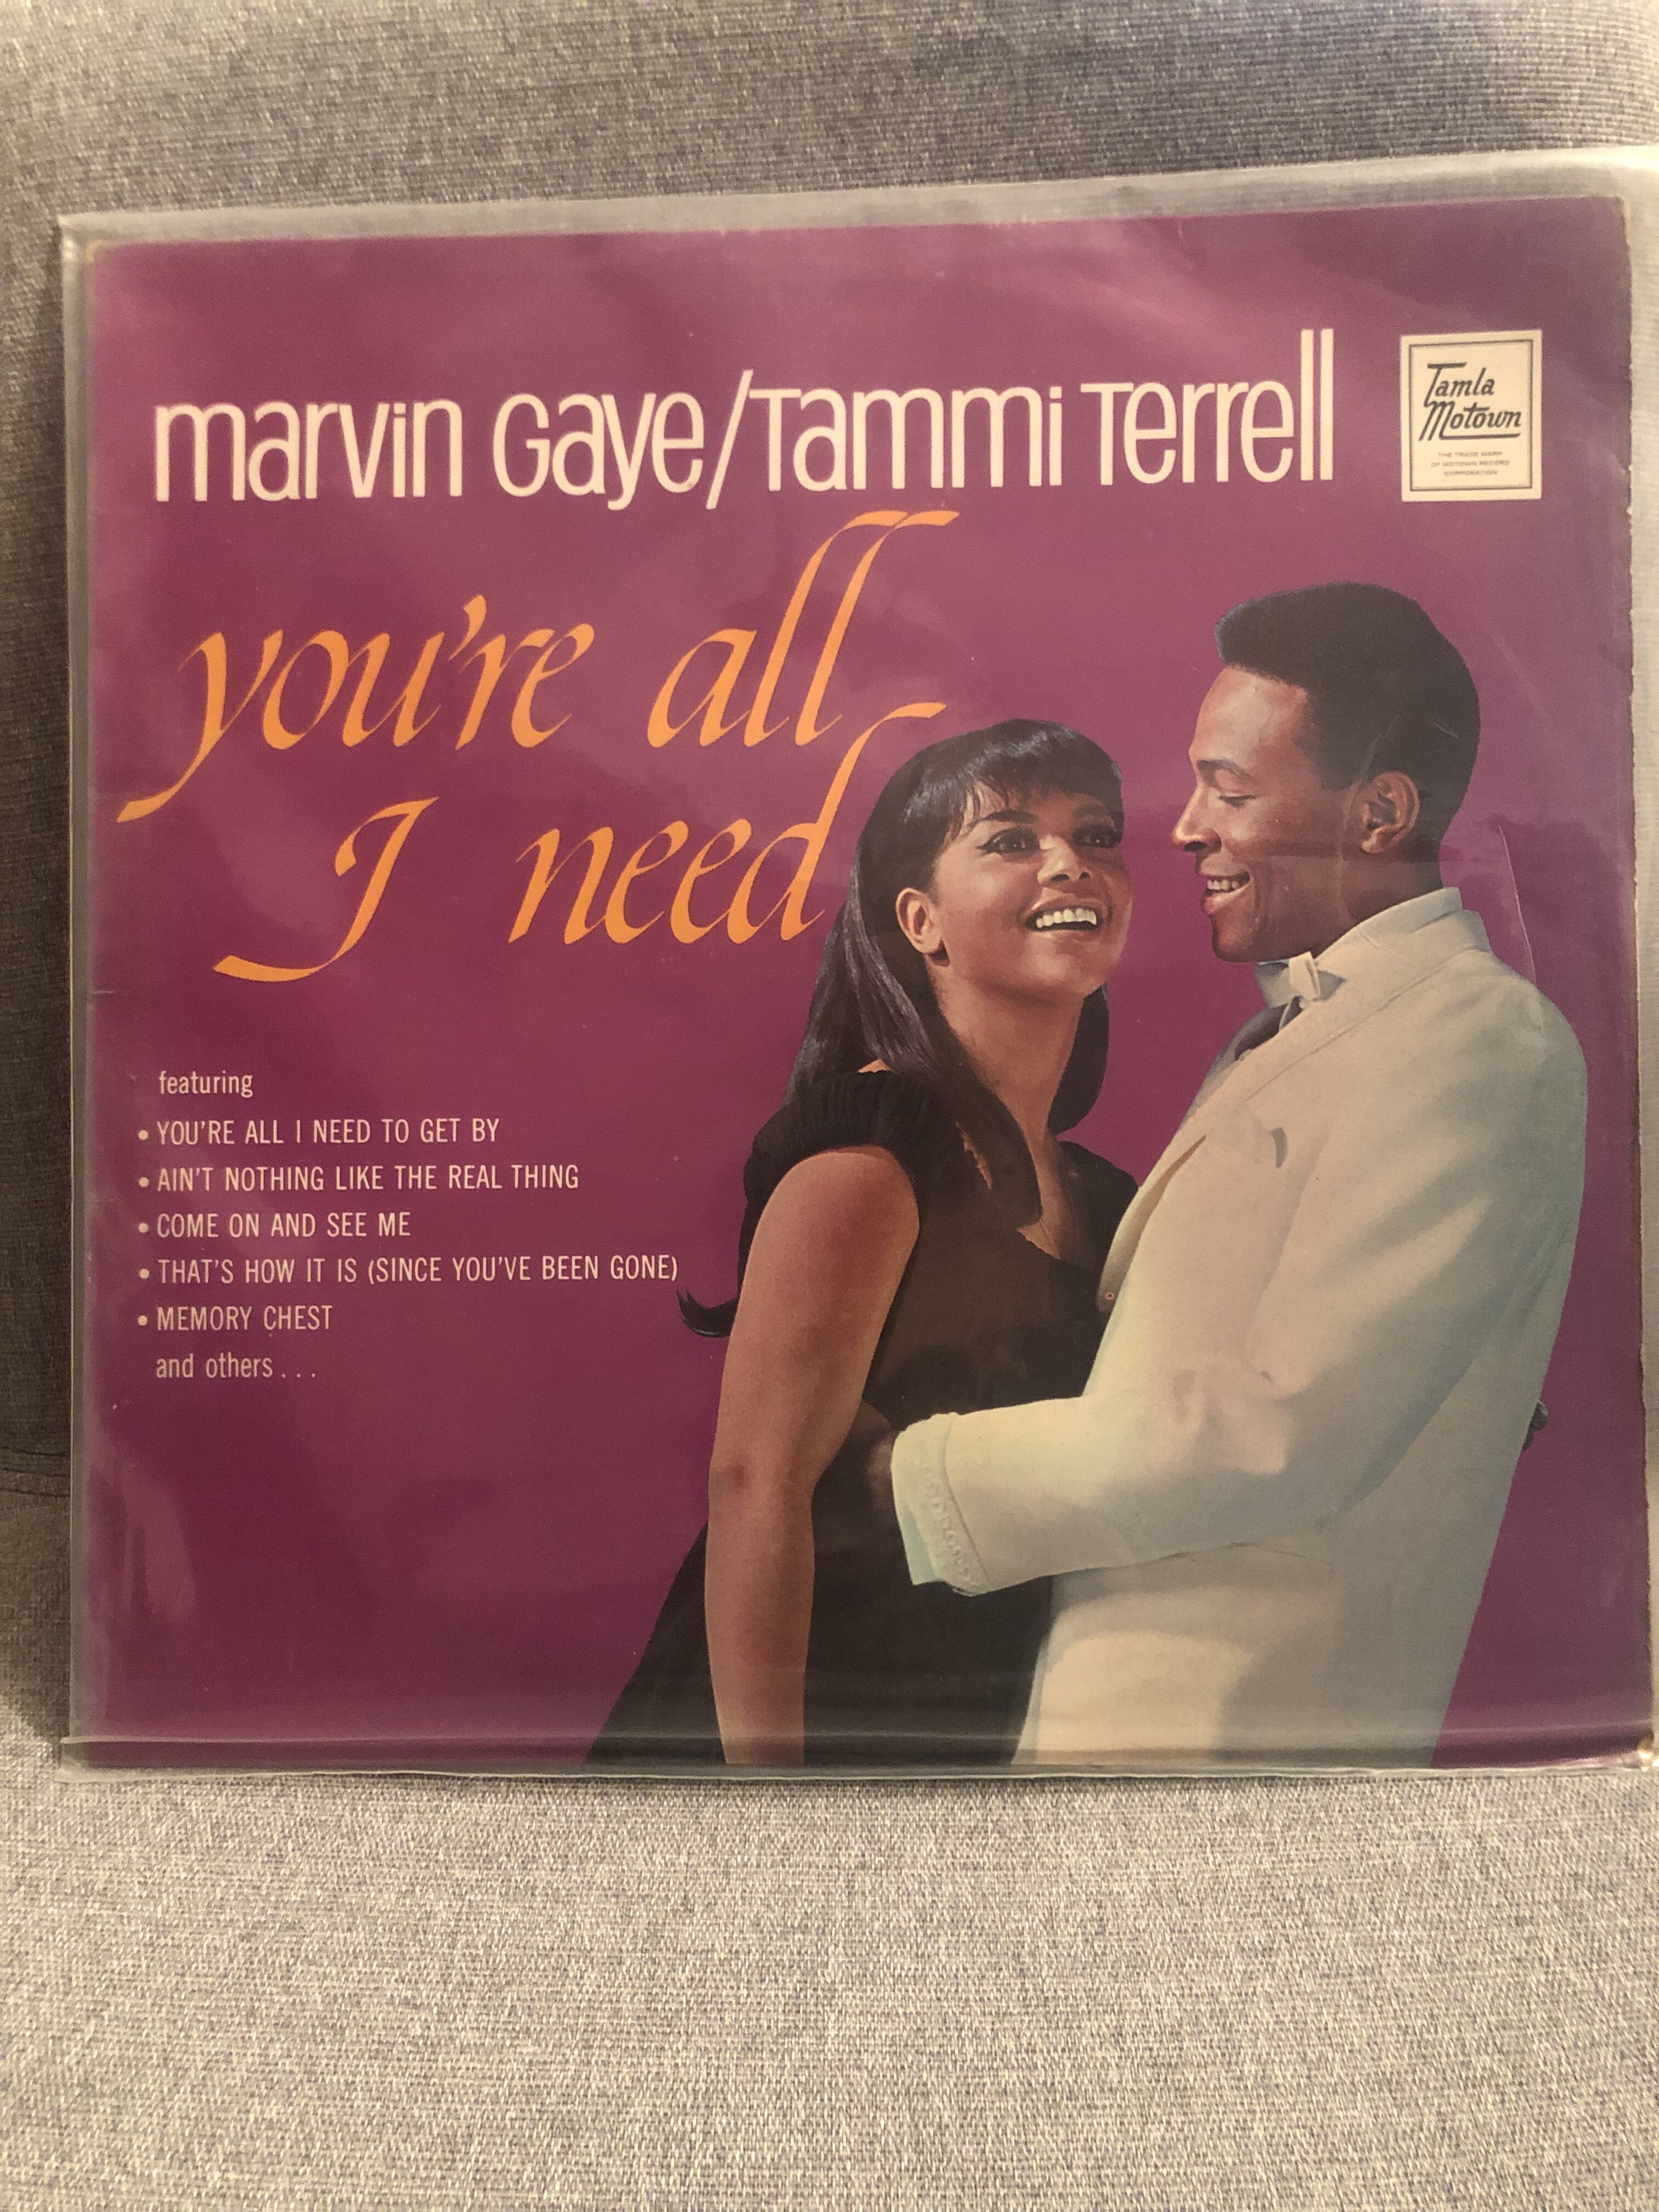 marvin Gaye/Tammi Terrell
Tamla
Motown
THE TRADE MARK
OF MOTOWN RECORD
CORPORATION
you're all
I need
featuring
• YOU'RE ALL I NEED TO GET BY
• AIN'T NOTHING LIKE THE REAL THING
• COME ON AND SEE ME
• THAT'S HOW IT IS (SINCE YOU'VE BEEN GONE)
• MEMORY CHEST
and others . . .